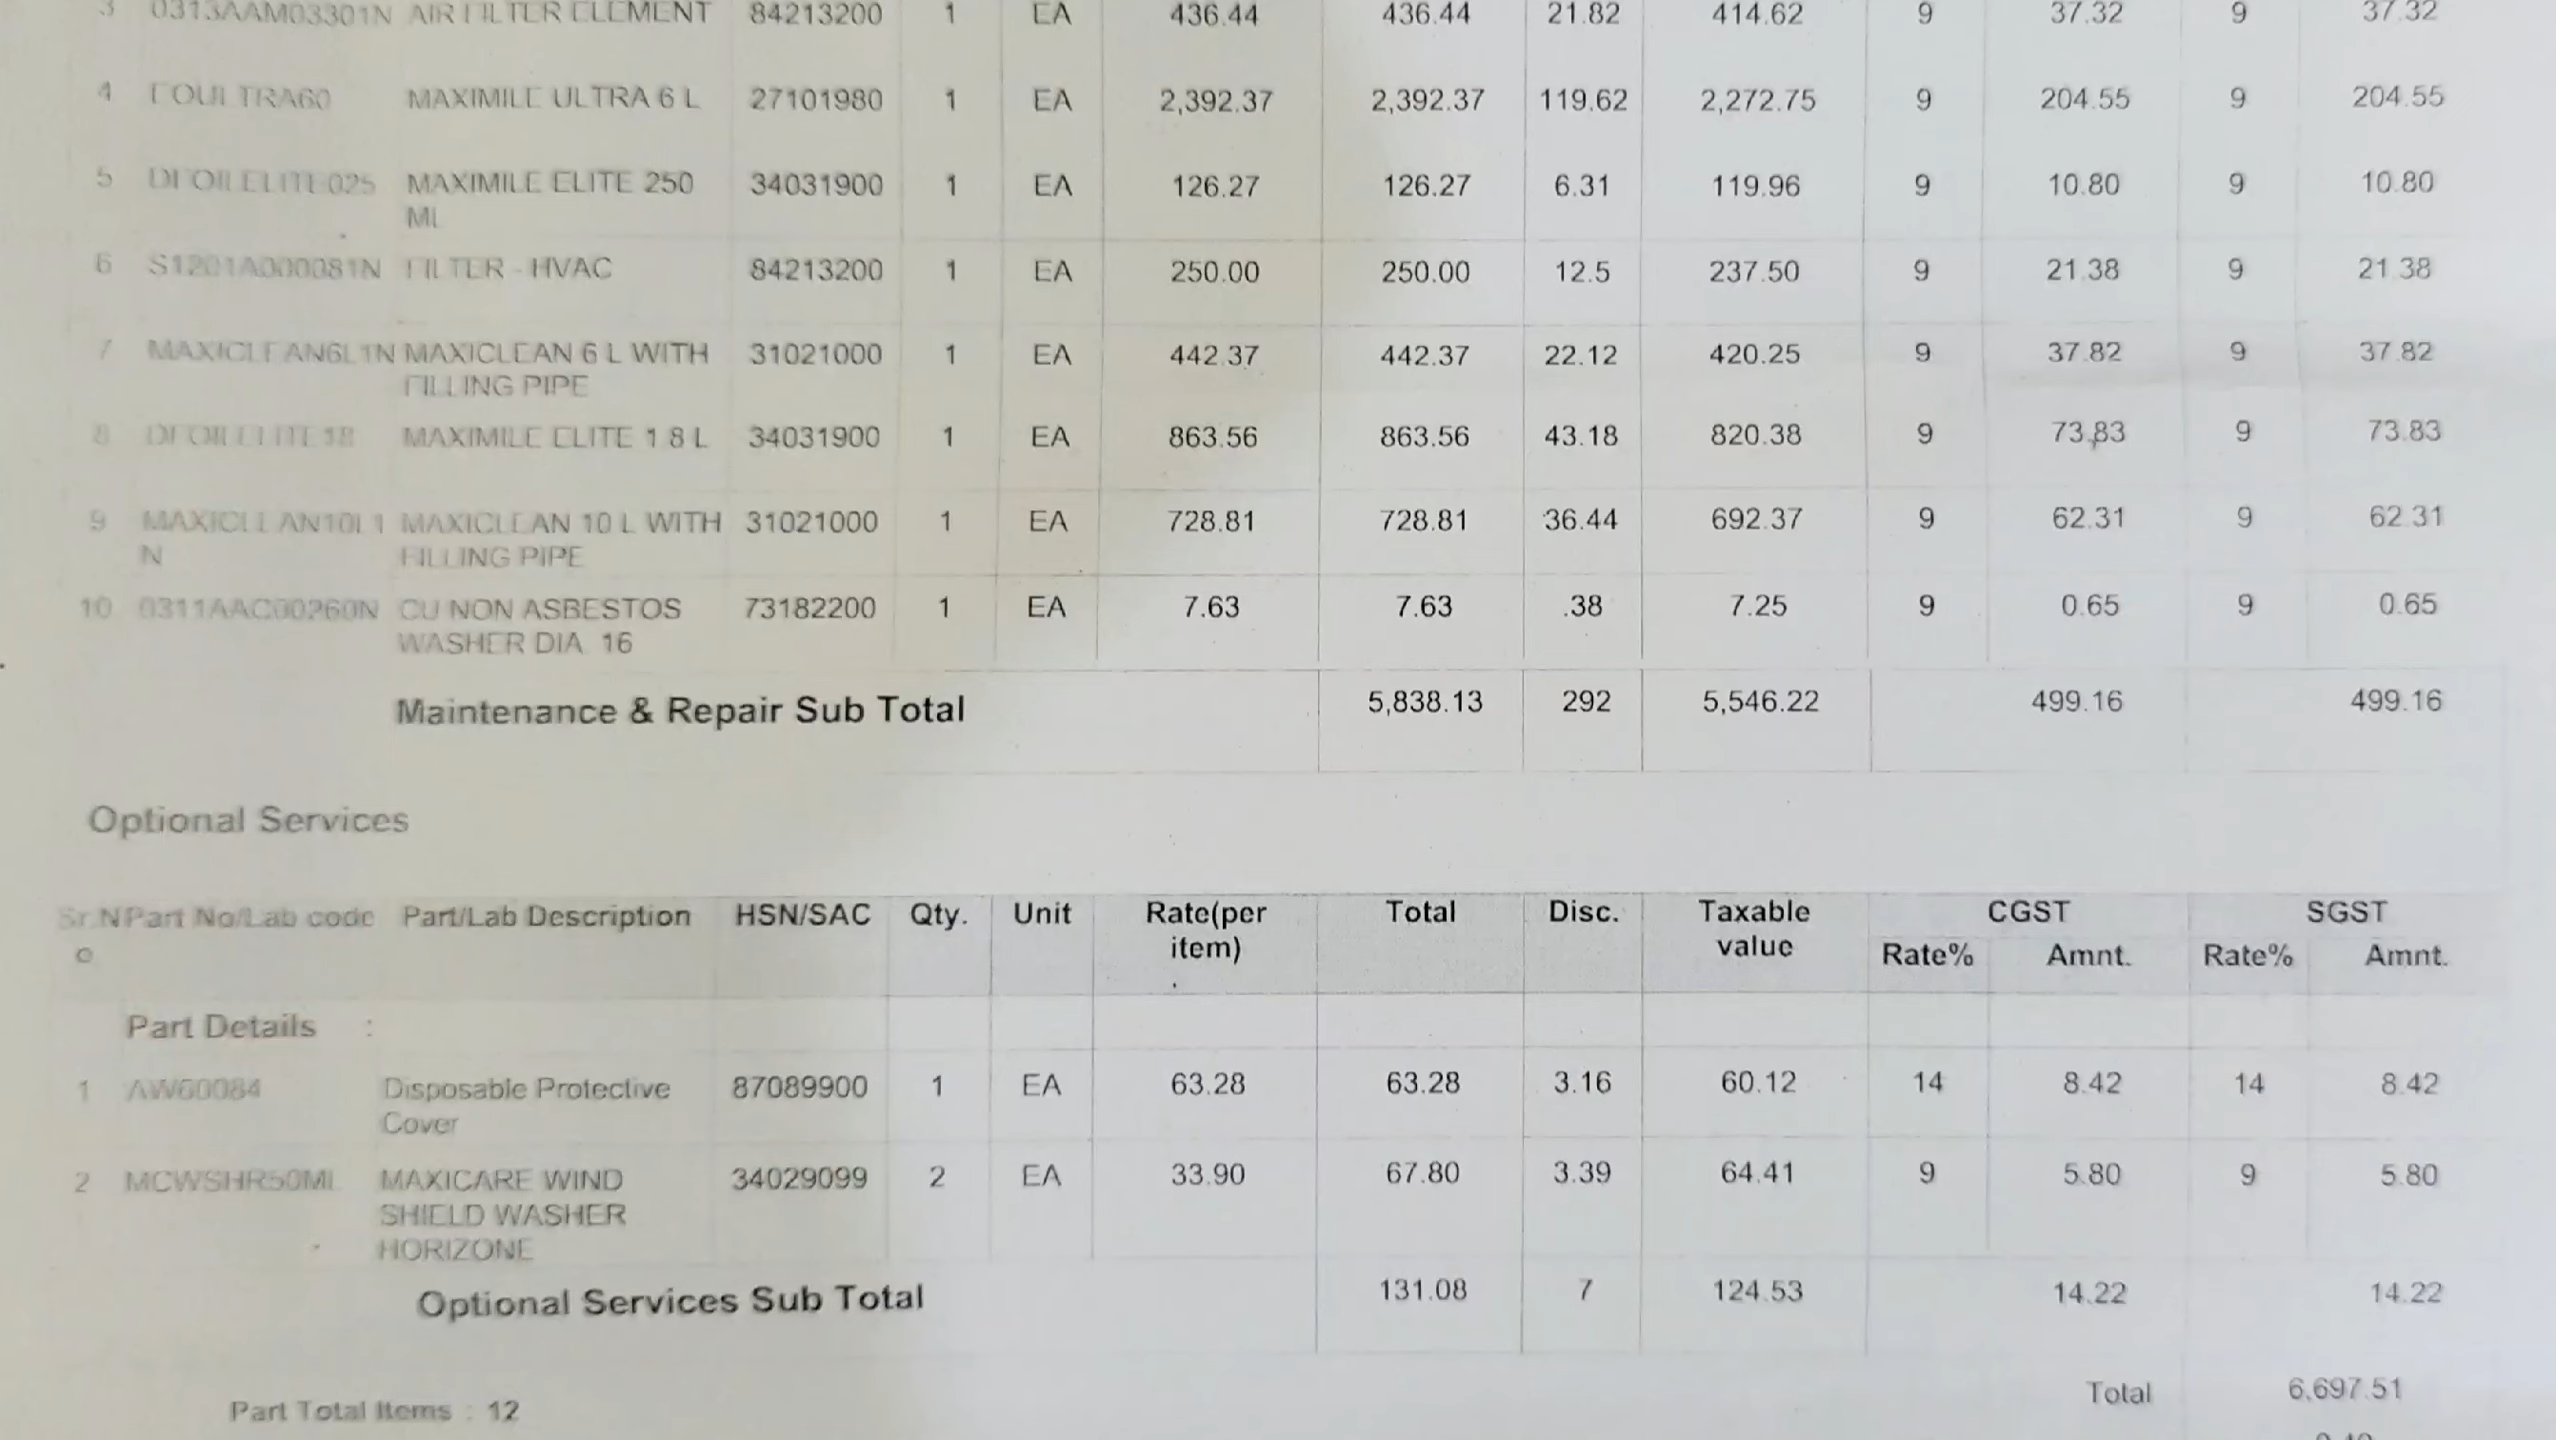 3 0313AAM03301N AIR FILTER ELEMENT 84213200 1 EA 436.44 436.44 21.82 414.62 9 37.32 9 37.32
4 EOULTRA60 MAXIMILE ULTRA 6 L 27101980 1 EA 2,392.37 2,392.37 119.62 2,272.75 9 204.55 9 204.55
5 MAXIMILE ELITE 250 34031900 1 EA 126.27 126.27 6.31 119.96 9 10.80 9 10.80
ML
6 S1201A000081N FILTER - HVAC 84213200 1 EA 250.00 250.00 12.5 237.50 9 21.38 9 21.38
7 MAXICLEAN6L1N MAXICLEAN 6 L WITH 31021000 1 EA 442.37 442.37 22.12 420.25 9 37.82 9 37.82
FILLING PIPE
8 MAXIMILE ELITE 1.8 L 34031900 1 EA 863.56 863.56 43.18 820.38 9 73.83 9 73.83
9 MAXICLEAN10L1 MAXICLEAN 10 L WITH 31021000 1 EA 728.81 728.81 36.44 692.37 9 62.31 9 62.31
N FILLING PIPE
10 0311AAC00260N CU NON ASBESTOS 73182200 1 EA 7.63 7.63 .38 7.25 9 0.65 9 0.65
WASHER DIA. 16
Maintenance & Repair Sub Total 5,838.13 292 5,546.22 499.16 499.16
Optional Services
Sr.N Part No/Lab code Part/Lab Description HSN/SAC Qty. Unit Rate(per Total Disc. Taxable CGST SGST
o item) value Rate% Amnt. Rate% Amnt.
Part Details :
1 AW60084 Disposable Protective 87089900 1 EA 63.28 63.28 3.16 60.12 14 8.42 14 8.42
Cover
2 MCWSHR50ML MAXICARE WIND 34029099 2 EA 33.90 67.80 3.39 64.41 9 5.80 9 5.80
SHIELD WASHER
HORIZONE
Optional Services Sub Total 131.08 7 124.53 14.22 14.22
Total 6,697.51
Part Total Items : 12